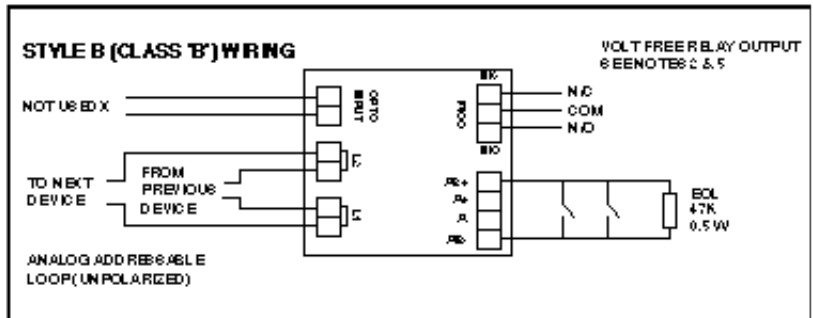 STYLE B (CLASS 'B') WIRING
VOLT FREE RELAY OUTPUT
SEE NOTES 2 & 5
NOT USED X
OPTO
INPUT
N/C
COM
N/O
N/C
N/O
TO NEXT
DEVICE
FROM
PREVIOUS
DEVICE
EOL
47K
0.5W
ANALOG ADDRESSABLE
LOOP (UNPOLARIZED)